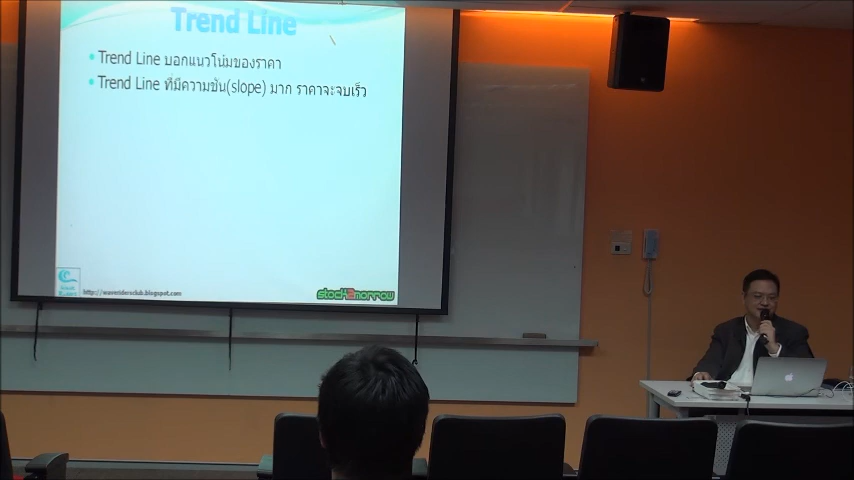 Trend Line
• Trend Line บอกแนวโน้มของราคา
• Trend Line ที่มีความชัน(slope) มาก ราคาจะจบเร็ว
http://waveridersclub.blogspot.com
stock2morrow